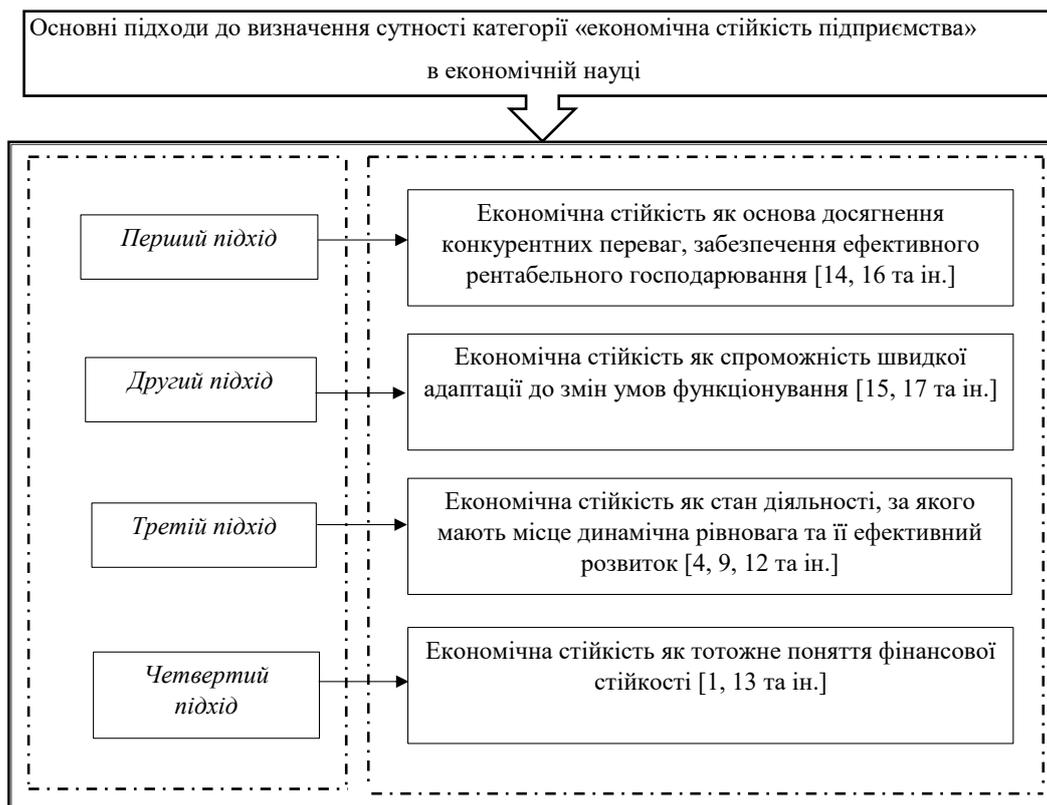 Основні підходи до визначення сутності категорії «економічна стійкість підприємства»
в економічній науці
Перший підхід
Економічна стійкість як основа досягнення
конкурентних переваг, забезпечення ефективного
рентабельного господарювання [14, 16 та ін.]
Другий підхід
Економічна стійкість як спроможність швидкої
адаптації до змін умов функціонування [15, 17 та ін.]
Третій підхід
Економічна стійкість як стан діяльності, за якого
мають місце динамічна рівновага та її ефективний
розвиток [4, 9, 12 та ін.]
Четвертий
підхід
Економічна стійкість як тотожне поняття фінансової
стійкості [1, 13 та ін.]